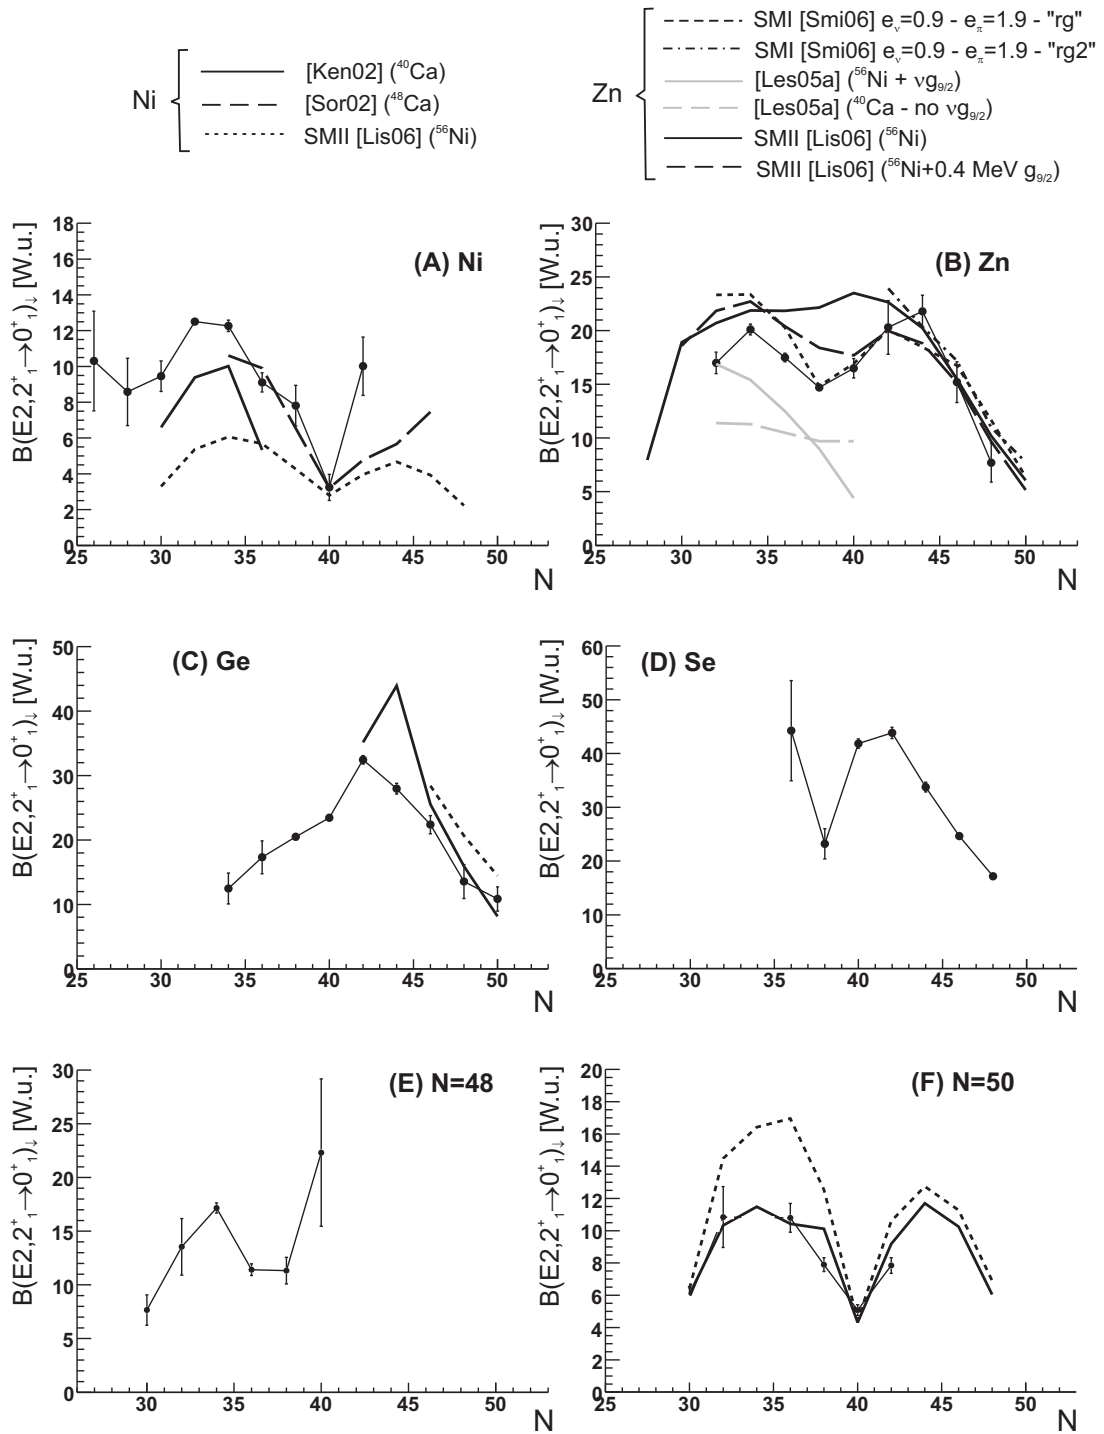 Ni
[Ken02] (⁴⁰Ca)
[Sor02] (⁴⁸Ca)
SMII [Lis06] (⁵⁶Ni)
Zn
SMI [Smi06] eᵥ=0.9 - e_π=1.9 - "rg"
SMI [Smi06] eᵥ=0.9 - e_π=1.9 - "rg2"
[Les05a] (⁵⁶Ni + νg9/2)
[Les05a] (⁴⁰Ca - no νg9/2)
SMII [Lis06] (⁵⁶Ni)
SMII [Lis06] (⁵⁶Ni+0.4 MeV g9/2)
(A) Ni
B(E2,2⁺₁→0⁺₁)↓ [W.u.]
18
16
14
12
10
8
6
4
2
0
25 30 35 40 45 50
N
(B) Zn
B(E2,2⁺₁→0⁺₁)↓ [W.u.]
30
25
20
15
10
5
0
25 30 35 40 45 50
N
(C) Ge
B(E2,2⁺₁→0⁺₁)↓ [W.u.]
50
40
30
20
10
0
25 30 35 40 45 50
N
(D) Se
B(E2,2⁺₁→0⁺₁)↓ [W.u.]
60
50
40
30
20
10
0
25 30 35 40 45 50
N
(E) N=48
B(E2,2⁺₁→0⁺₁)↓ [W.u.]
30
25
20
15
10
5
0
30 35 40 45 50
N
(F) N=50
B(E2,2⁺₁→0⁺₁)↓ [W.u.]
20
18
16
14
12
10
8
6
4
2
0
25 30 35 40 45 50
N